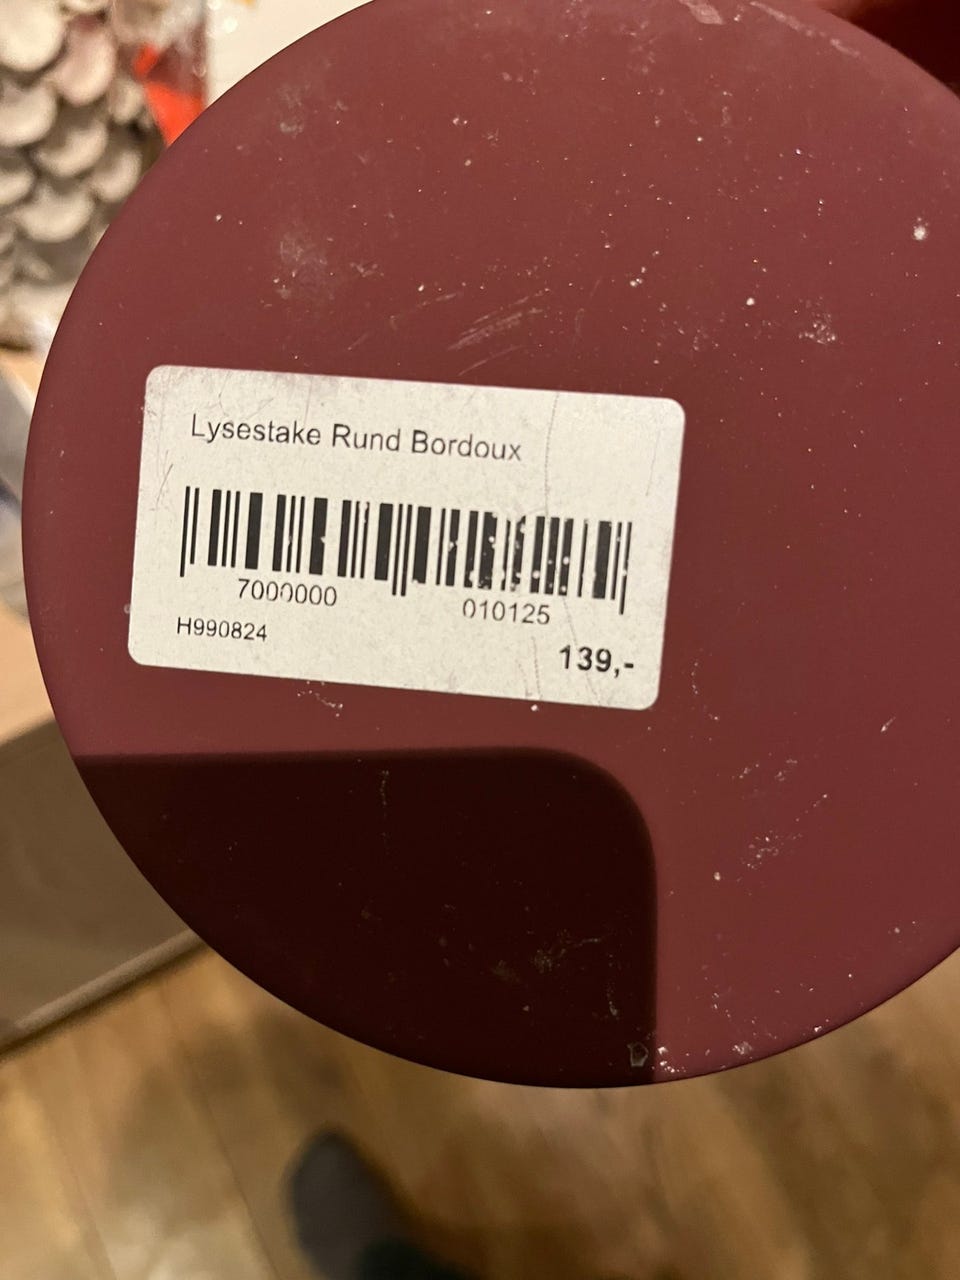 Lysestake Rund Bordoux
7000000 010125
H990824
139,-